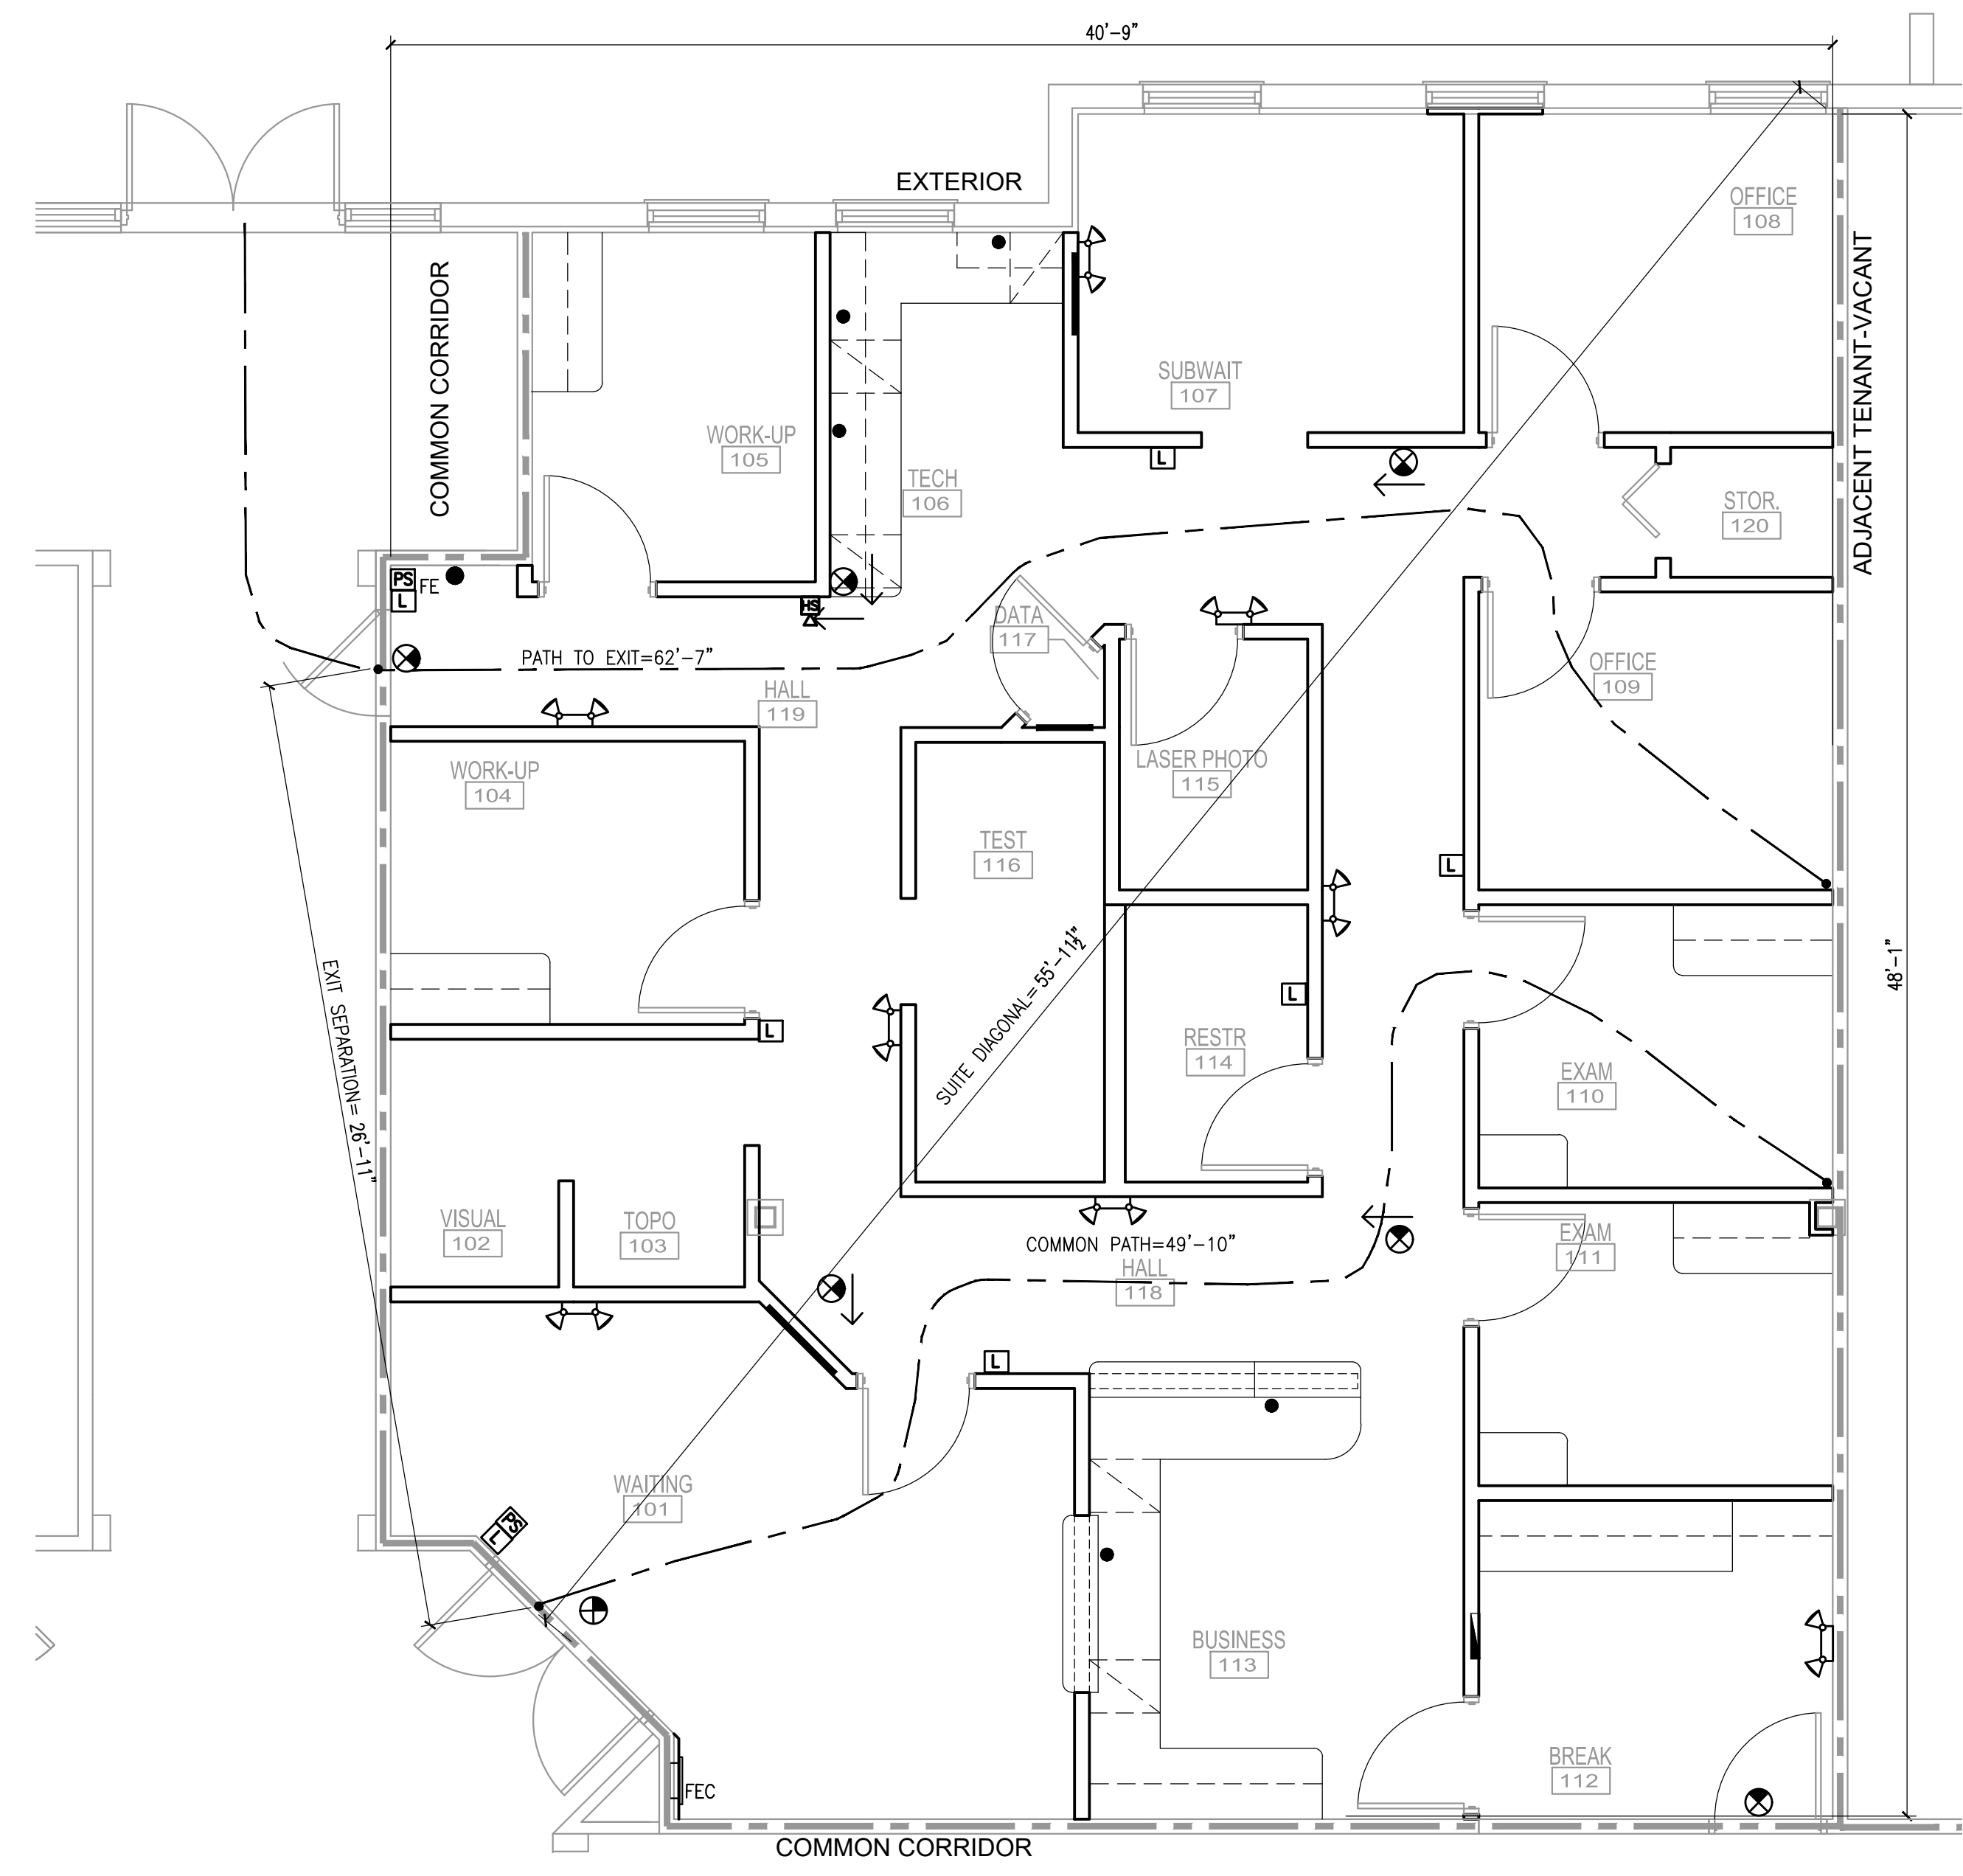 40'-9"
EXTERIOR
OFFICE
108
COMMON CORRIDOR
ADJACENT TENANT-VACANT
SUBWAIT
107
WORK-UP
105
TECH
106
L
STOR.
120
PS
FE
L
HS
DATA
117
PATH TO EXIT=62'-7"
OFFICE
109
HALL
119
WORK-UP
104
LASER PHOTO
115
TEST
116
L
EXIT SEPARATION= 26'-11"
SUITE DIAGONAL= 55'-11½"
48'-1"
L
L
RESTR
114
EXAM
110
VISUAL
102
TOPO
103
COMMON PATH=49'-10"
HALL
118
EXAM
111
L
WAITING
101
PS
L
BUSINESS
113
BREAK
112
FEC
COMMON CORRIDOR